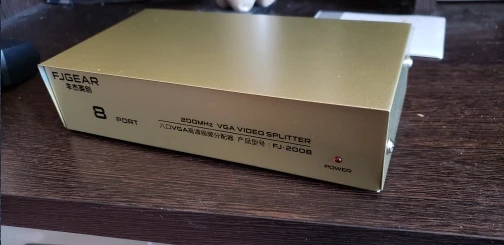 FJGEAR
丰杰英创
8 PORT
200MHz VGA VIDEO SPLITTER
八口VGA高清视频分配器 产品型号:FJ-2008
POWER